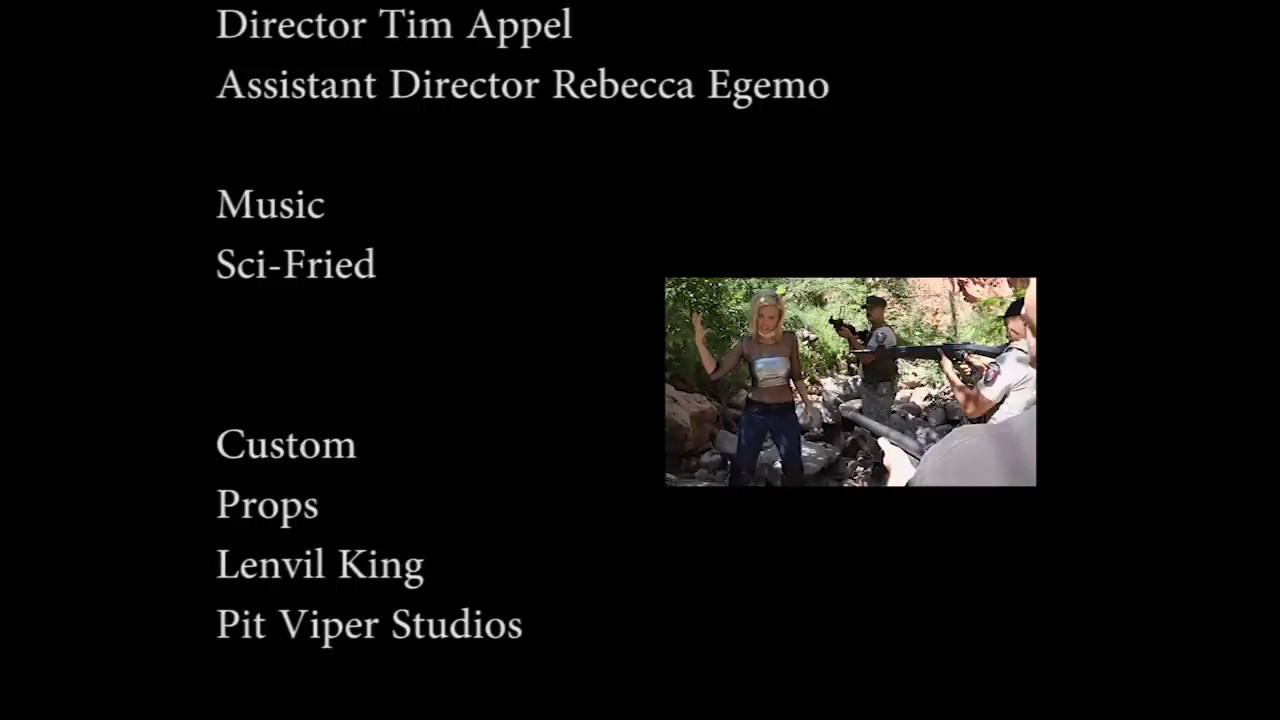 Director Tim Appel
Assistant Director Rebecca Egemo
Music
Sci-Fried
Custom
Props
Lenvil King
Pit Viper Studios